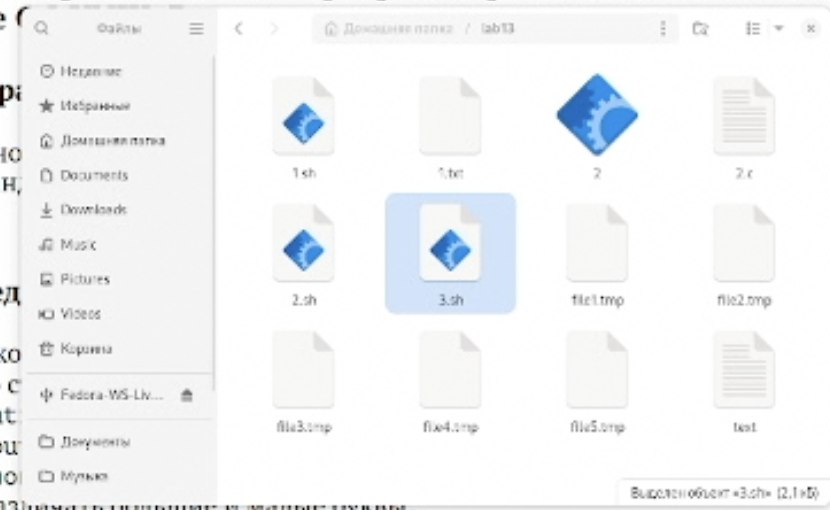 Файлы
Домашняя папка / lab13
Недавние
Избранные
Домашняя папка
Documents
Downloads
Music
Pictures
Videos
Корзина
Fedora-WS-Liv...
Документы
Музыка
1.sh
1.txt
2
2.c
2.sh
3.sh
file1.tmp
file2.tmp
file3.tmp
file4.tmp
file5.tmp
text
Выделен объект «3.sh» (2,1 кБ)